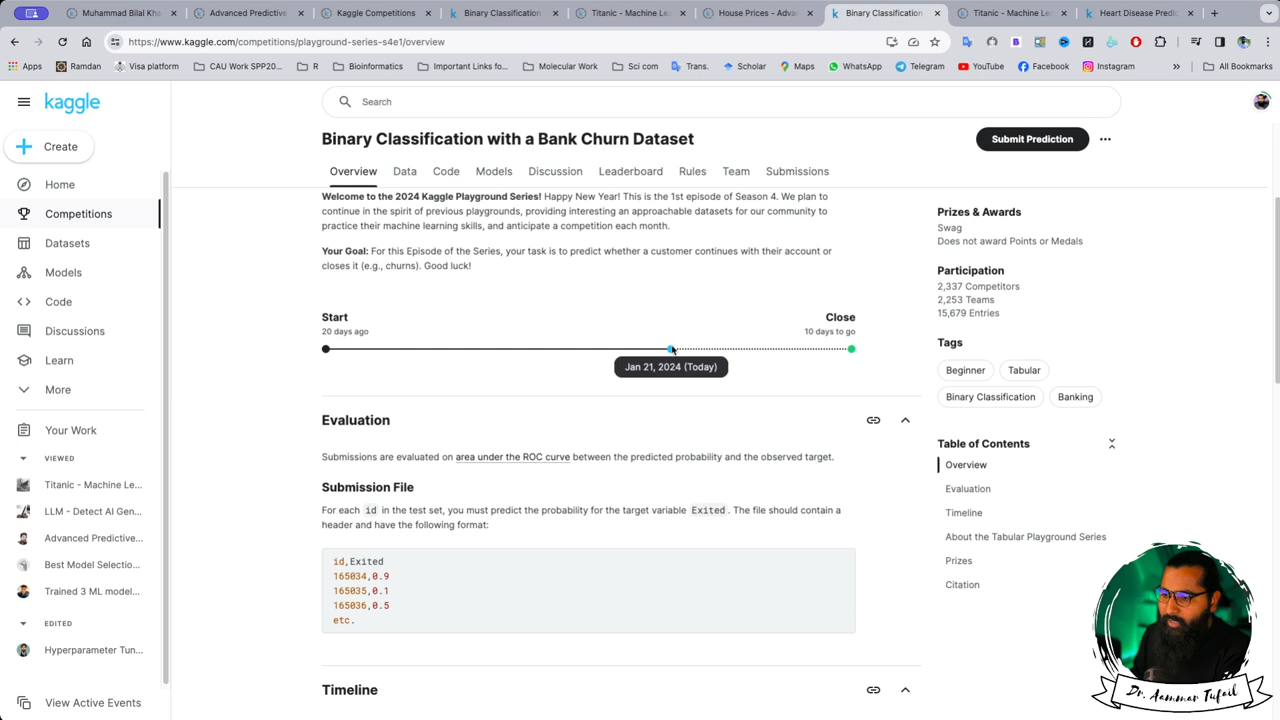 Muhammad Bilal Kha
Advanced Predictive
Kaggle Competitions
Binary Classification
Titanic - Machine Lea
House Prices - Advan
Binary Classification
Titanic - Machine Lea
Heart Disease Predic
https://www.kaggle.com/competitions/playground-series-s4e1/overview
Apps
Ramdan
Visa platform
CAU Work SPP20...
R
Bioinformatics
Important Links fo...
Molecular Work
Sci com
Trans.
Scholar
Maps
WhatsApp
Telegram
YouTube
Facebook
Instagram
»
All Bookmarks
kaggle
Search
Create
Binary Classification with a Bank Churn Dataset
Submit Prediction
Overview
Data
Code
Models
Discussion
Leaderboard
Rules
Team
Submissions
Home
Competitions
Datasets
Models
Code
Discussions
Learn
More
Your Work
VIEWED
Titanic - Machine Le...
LLM - Detect AI Gen...
Advanced Predictive...
Best Model Selectio...
Trained 3 ML model...
EDITED
Hyperparameter Tun...
View Active Events
Welcome to the 2024 Kaggle Playground Series! Happy New Year! This is the 1st episode of Season 4. We plan to
continue in the spirit of previous playgrounds, providing interesting an approachable datasets for our community to
practice their machine learning skills, and anticipate a competition each month.
Your Goal: For this Episode of the Series, your task is to predict whether a customer continues with their account or
closes it (e.g., churns). Good luck!
Start
20 days ago
Close
10 days to go
Jan 21, 2024 (Today)
Evaluation
Submissions are evaluated on area under the ROC curve between the predicted probability and the observed target.
Submission File
For each id in the test set, you must predict the probability for the target variable Exited. The file should contain a
header and have the following format:
id,Exited
165034,0.9
165035,0.1
165036,0.5
etc.
Timeline
Prizes & Awards
Swag
Does not award Points or Medals
Participation
2,337 Competitors
2,253 Teams
15,679 Entries
Tags
Beginner
Tabular
Binary Classification
Banking
Table of Contents
Overview
Evaluation
Timeline
About the Tabular Playground Series
Prizes
Citation
Dr. Aammar Tufail